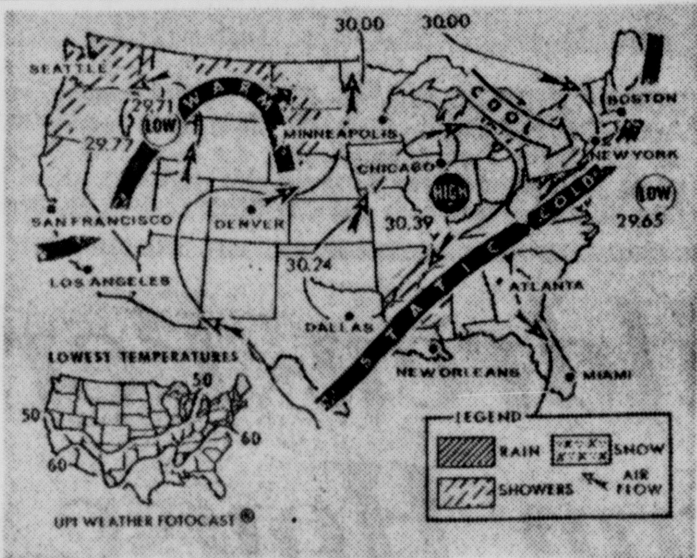 30.00 30.00
SEATTLE
29.71
WARM
COOL
BOSTON
LOW
MINNEAPOLIS
29.77
NEW YORK
CHICAGO
HIGH
COLD
LOW
SAN FRANCISCO
DENVER
30.39
29.65
STATIC
30.24
LOS ANGELES
ATLANTA
DALLAS
LOWEST TEMPERATURES
NEW ORLEANS
MIAMI
50
50
60
60
LEGEND
RAIN
SNOW
SHOWERS
AIR FLOW
UPI WEATHER FOTOCAST ®